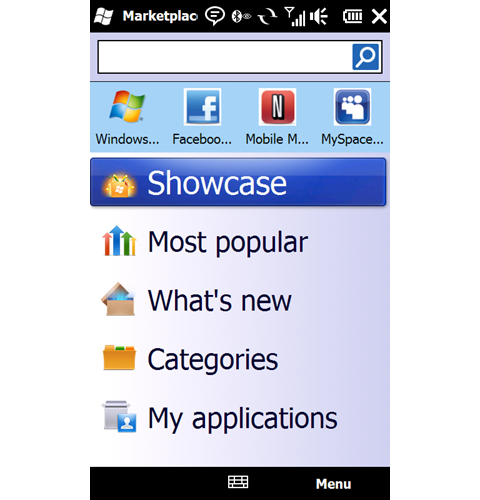 Marketplac
Windows... Faceboo... Mobile M... MySpace...
Showcase
Most popular
What's new
Categories
My applications
Menu